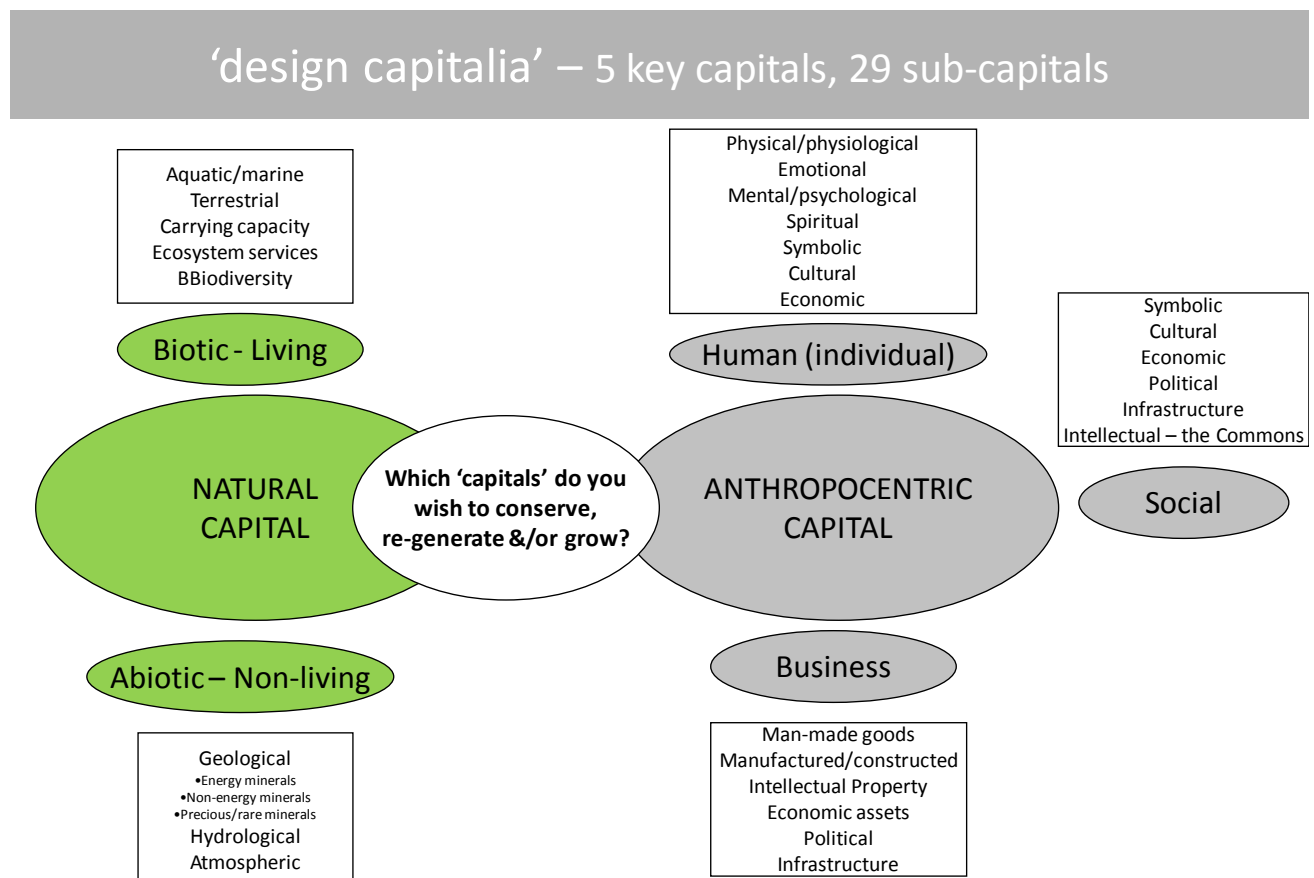 ‘design capitalia’ – 5 key capitals, 29 sub-capitals
Aquatic/marine
Terrestrial
Carrying capacity
Ecosystem services
BBiodiversity
Biotic - Living
NATURAL
CAPITAL
Abiotic – Non-living
Geological
•Energy minerals
•Non-energy minerals
•Precious/rare minerals
Hydrological
Atmospheric
Which ‘capitals’ do you
wish to conserve,
re-generate &/or grow?
Physical/physiological
Emotional
Mental/psychological
Spiritual
Symbolic
Cultural
Economic
Human (individual)
ANTHROPOCENTRIC
CAPITAL
Business
Man-made goods
Manufactured/constructed
Intellectual Property
Economic assets
Political
Infrastructure
Symbolic
Cultural
Economic
Political
Infrastructure
Intellectual – the Commons
Social